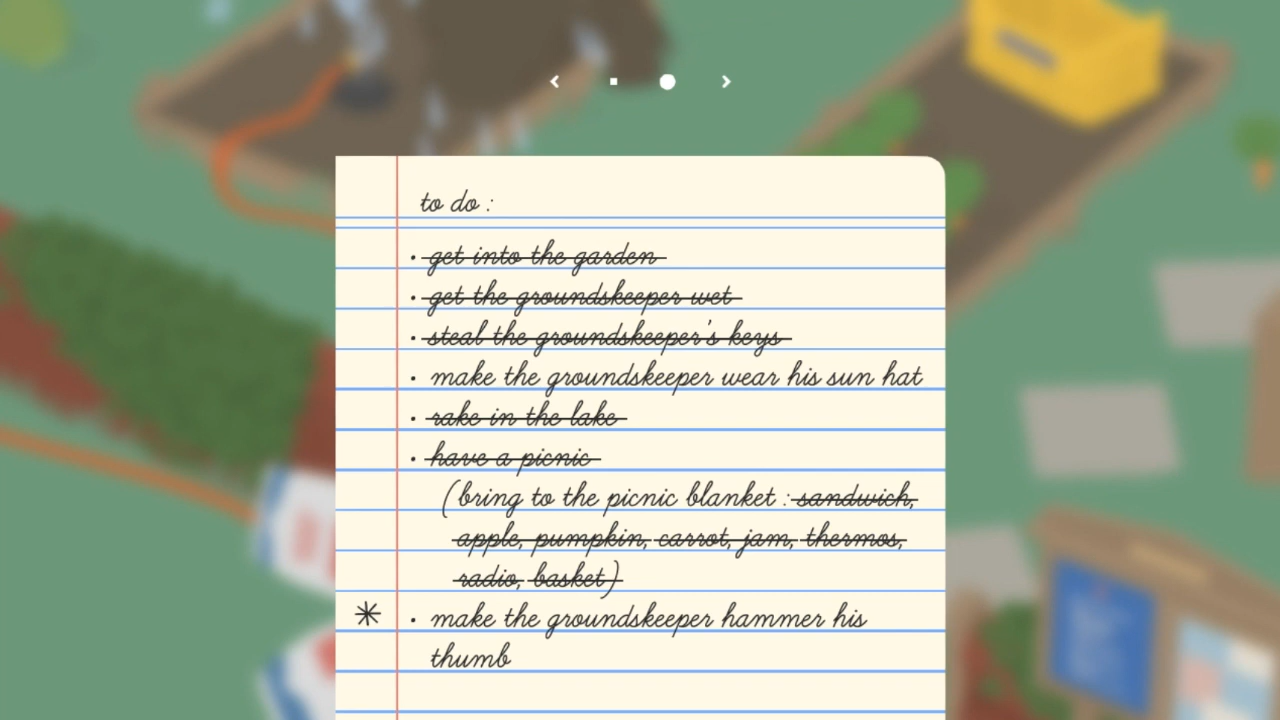 to do :
• get into the garden
• get the groundskeeper wet
• steal the groundskeeper's keys
• make the groundskeeper wear his sun hat
• rake in the lake
• have a picnic
(bring to the picnic blanket : sandwich,
apple, pumpkin, carrot, jam, thermos,
radio, basket)
* • make the groundskeeper hammer his
thumb